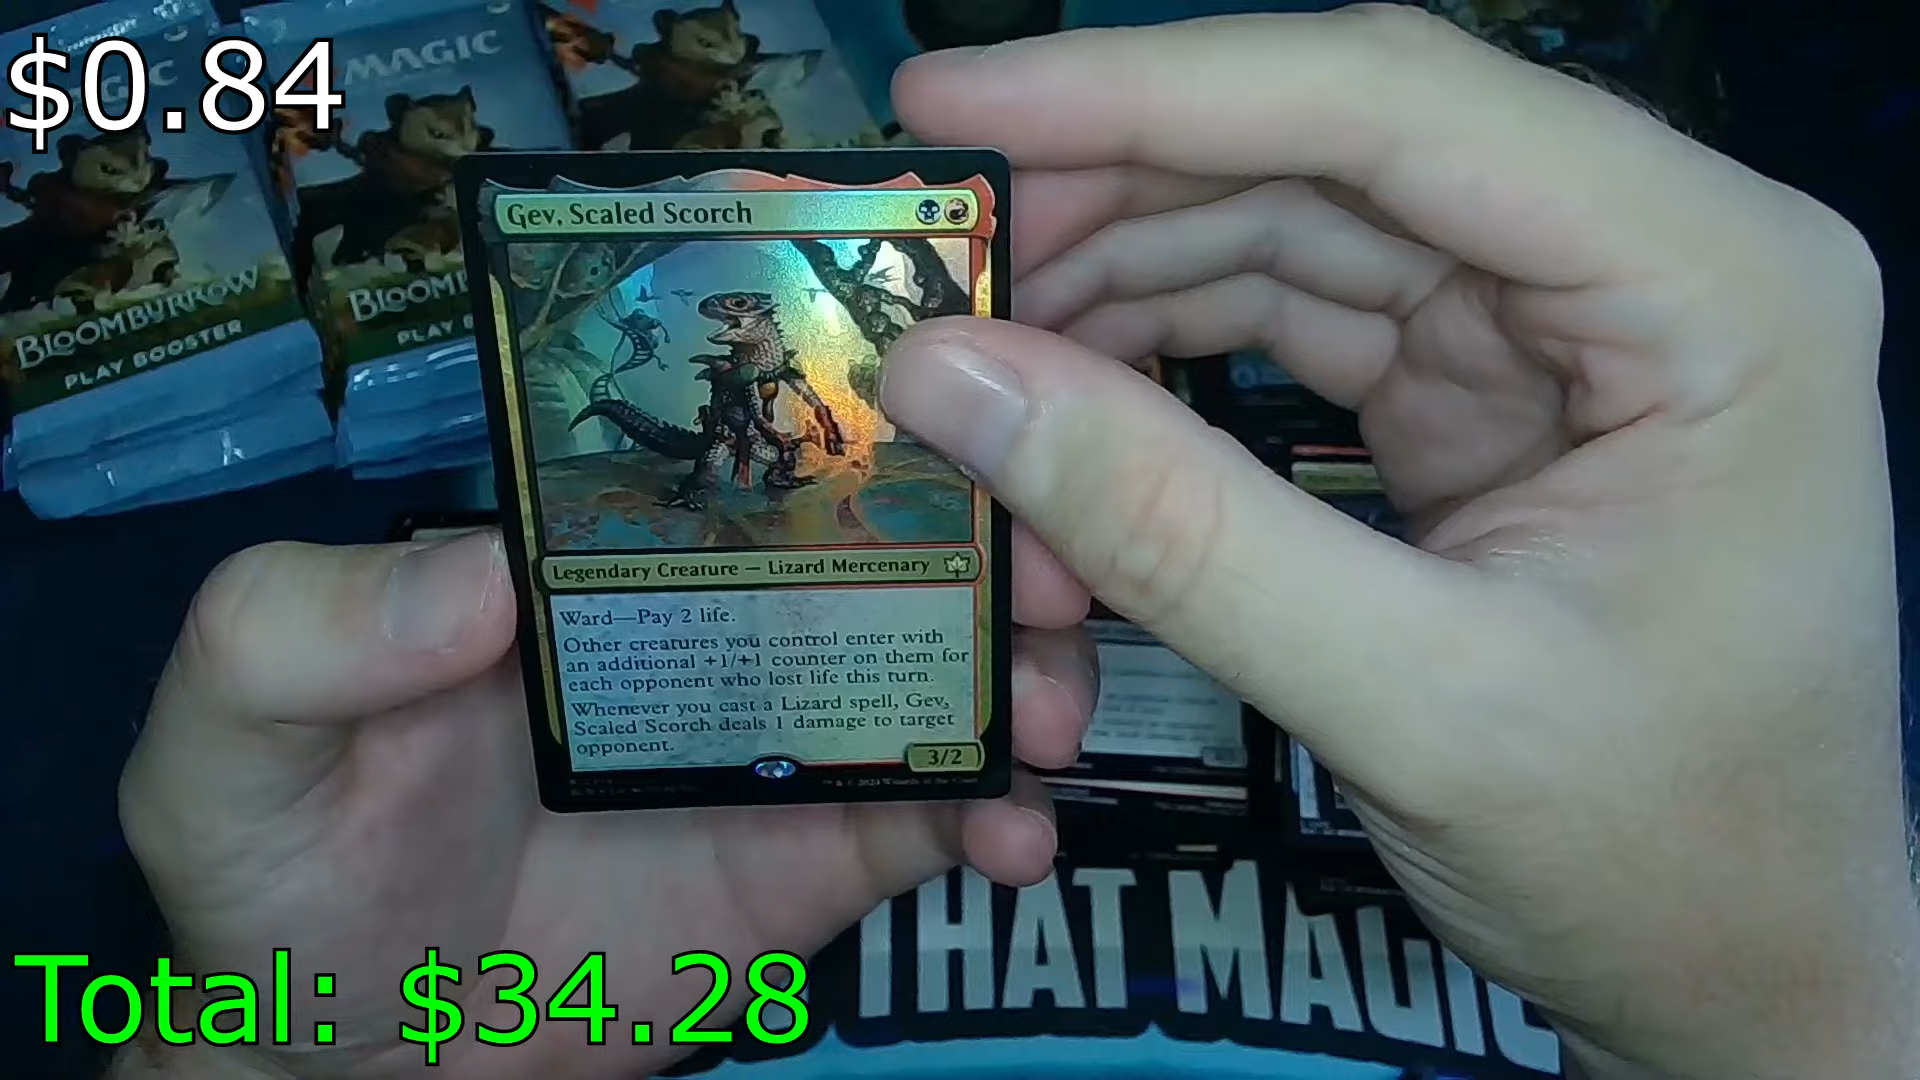 $0.84
MAGIC
Gev, Scaled Scorch
BLOOMBURROW
PLAY BOOSTER
Legendary Creature — Lizard Mercenary
Ward—Pay 2 life.
Other creatures you control enter with
an additional +1/+1 counter on them for
each opponent who lost life this turn.
Whenever you cast a Lizard spell, Gev,
Scaled Scorch deals 1 damage to target
opponent.
3/2
Total: $34.28
THAT MAGIC